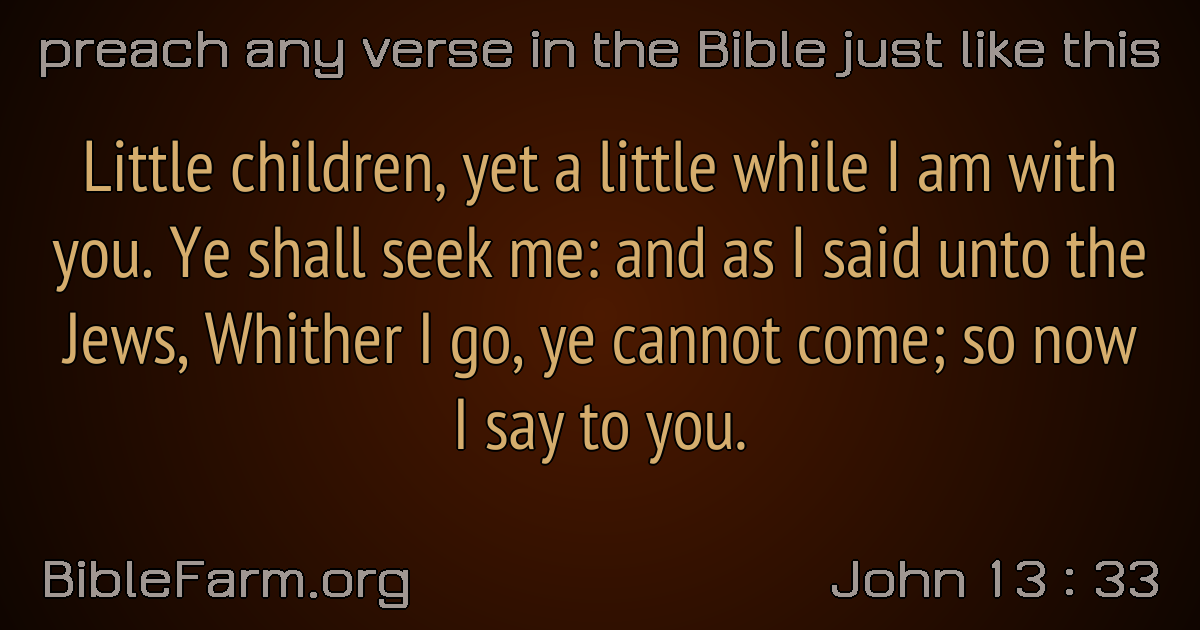 preach any verse in the Bible just like this
Little children, yet a little while I am with
you. Ye shall seek me: and as I said unto the
Jews, Whither I go, ye cannot come; so now
I say to you.
BibleFarm.org
John 13 : 33